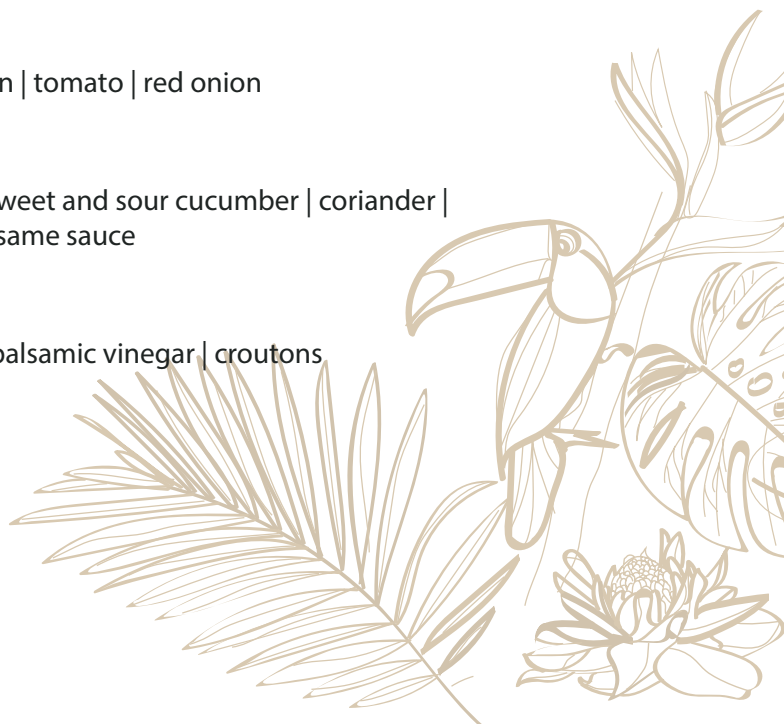 n | tomato | red onion
weet and sour cucumber | coriander |
same sauce
balsamic vinegar | croutons